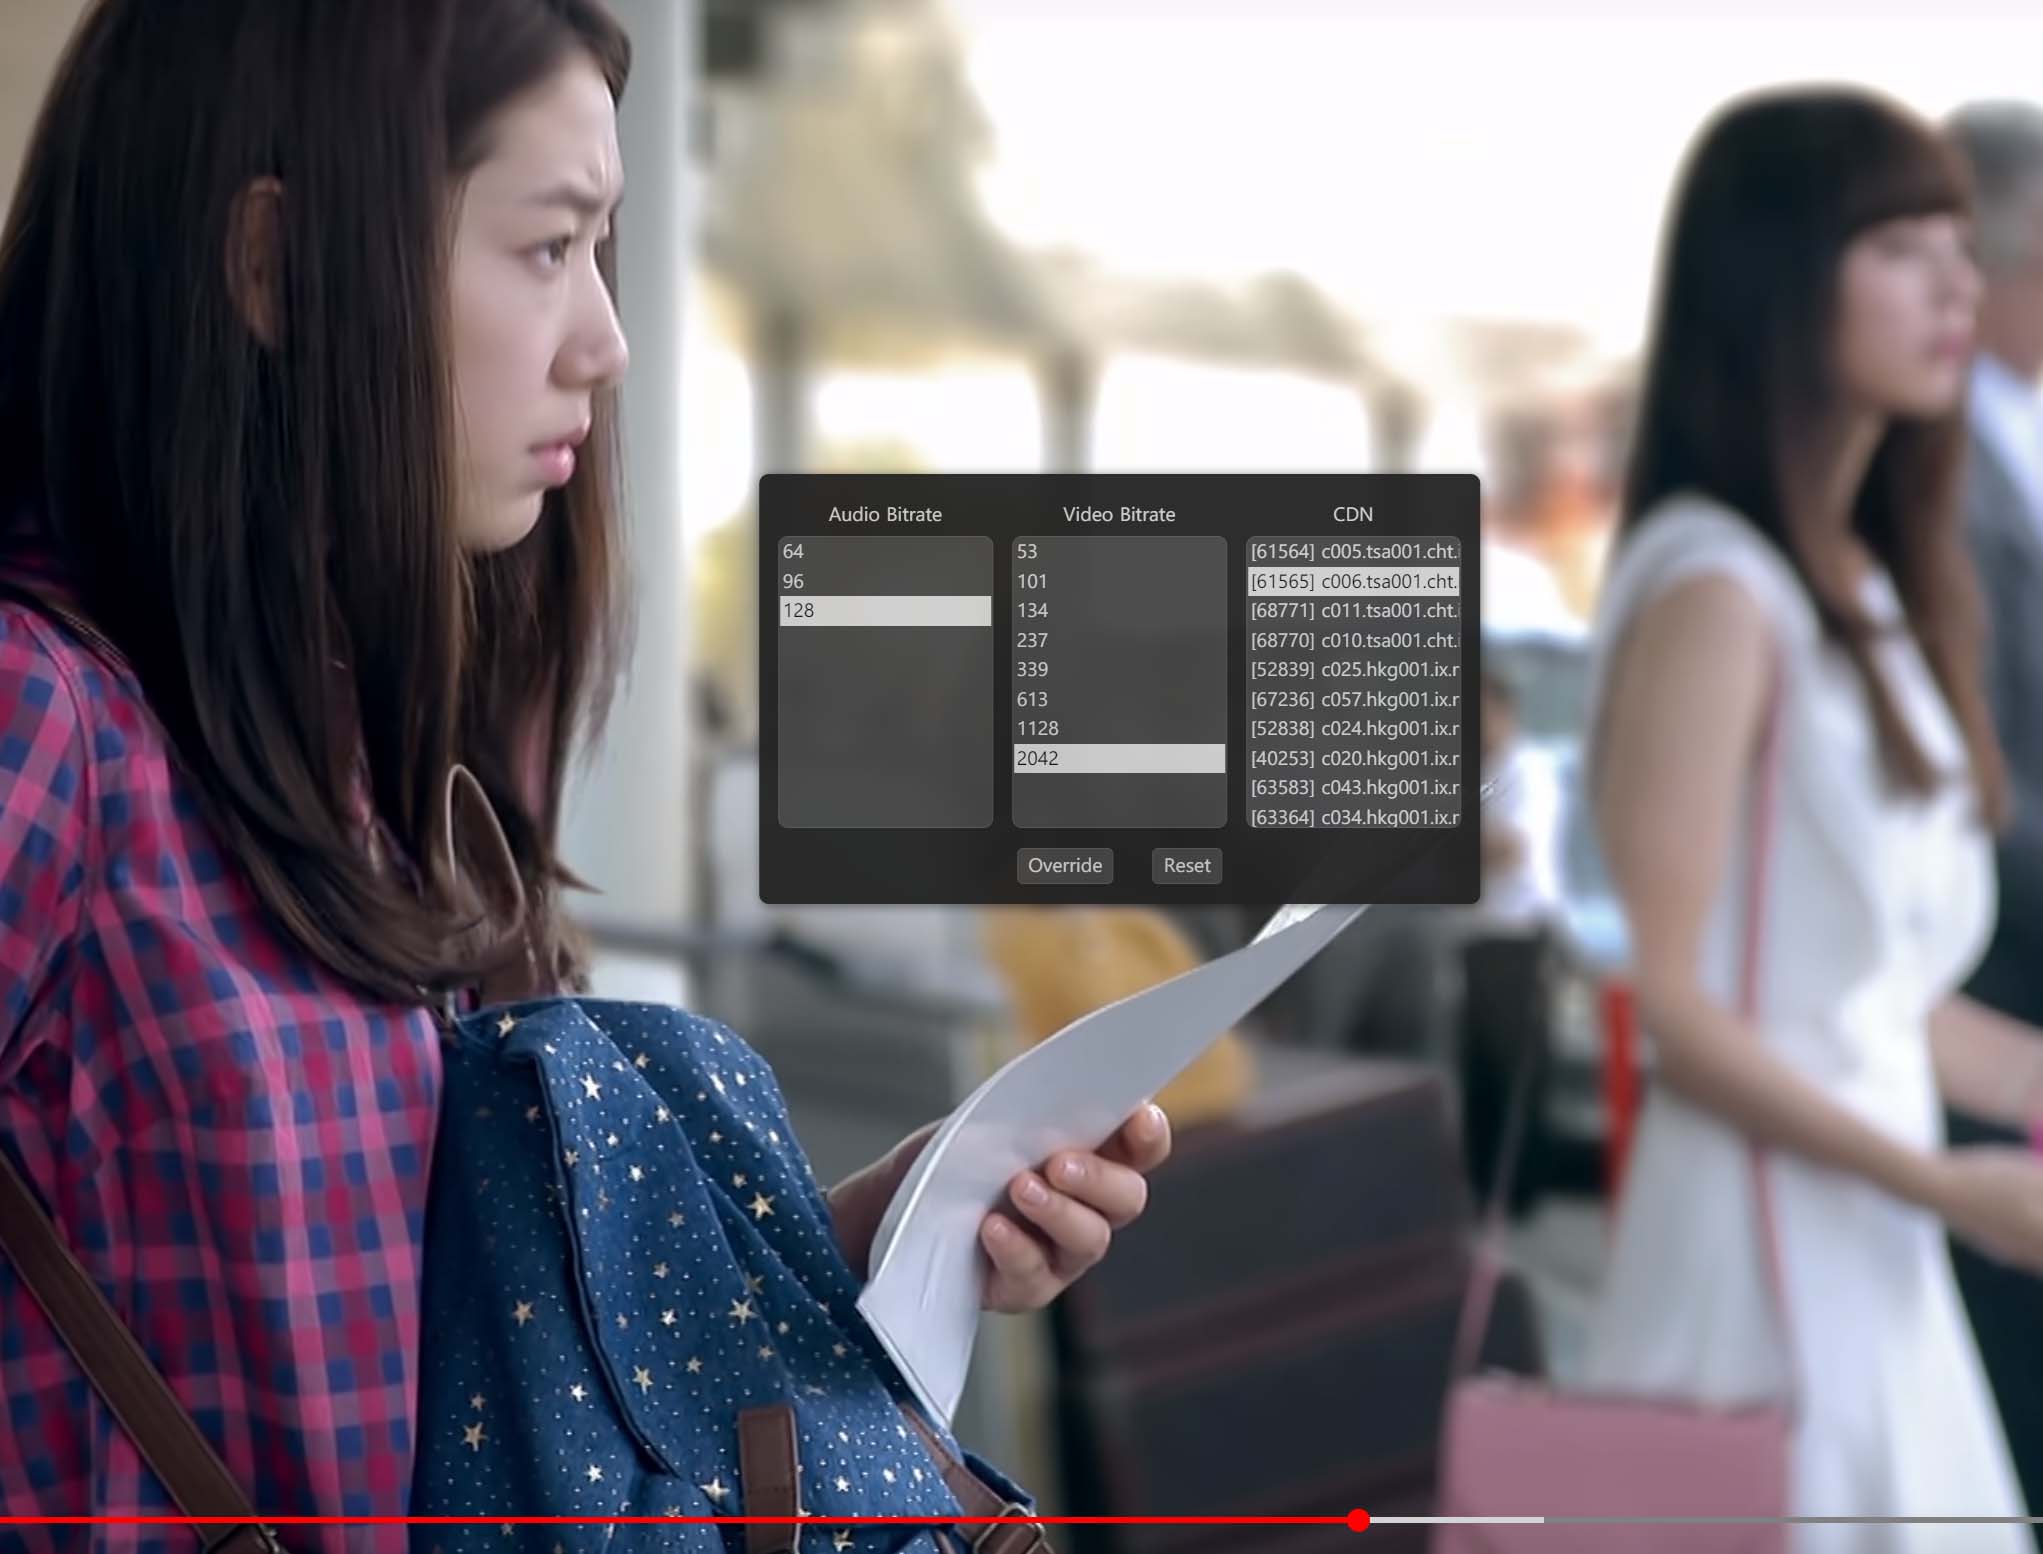 Audio Bitrate
64
96
128
Video Bitrate
53
101
134
237
339
613
1128
2042
CDN
[61564] c005.tsa001.cht.
[61565] c006.tsa001.cht.
[68771] c011.tsa001.cht.
[68770] c010.tsa001.cht.
[52839] c025.hkg001.ix.r
[67236] c057.hkg001.ix.r
[52838] c024.hkg001.ix.r
[40253] c020.hkg001.ix.r
[63583] c043.hkg001.ix.r
[63364] c034.hkg001.ix.r
Override
Reset